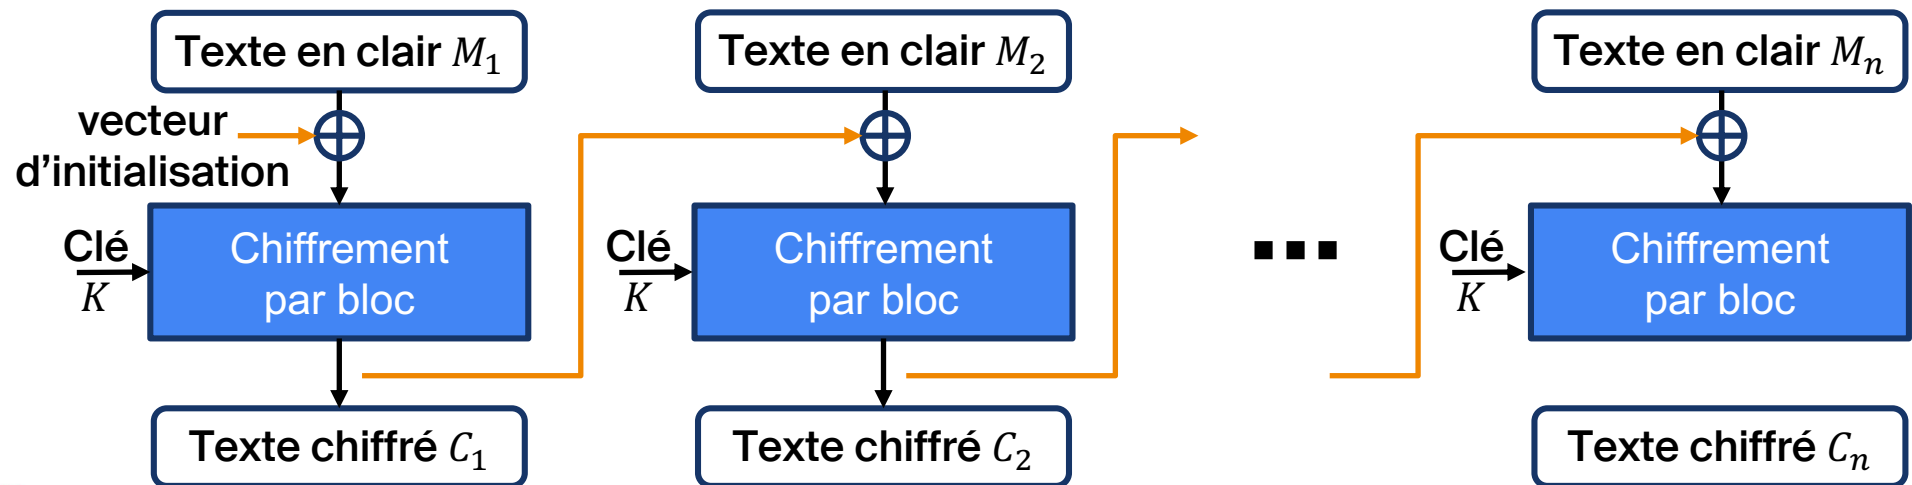 Texte en clair M₁
Texte en clair M₂
Texte en clair Mₙ
vecteur
d'initialisation
Clé
K
Chiffrement
par bloc
Clé
K
Chiffrement
par bloc
...
Clé
K
Chiffrement
par bloc
Texte chiffré C₁
Texte chiffré C₂
Texte chiffré Cₙ